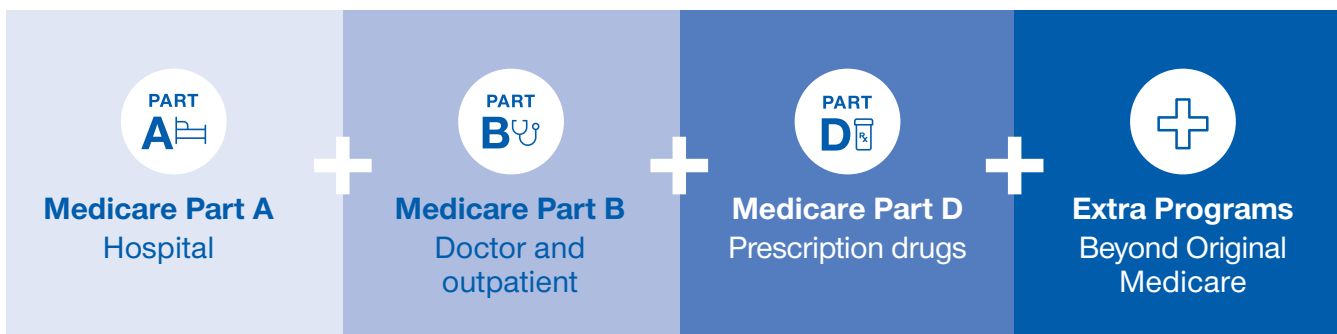 PART
A
Medicare Part A
Hospital
PART
B
Medicare Part B
Doctor and
outpatient
PART
D
Rx
Medicare Part D
Prescription drugs
Extra Programs
Beyond Original
Medicare